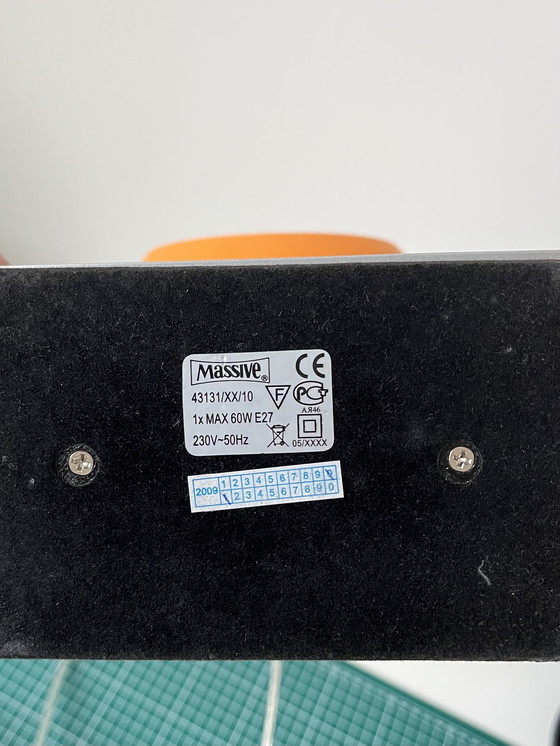 Massive®
CE
43131/XX/10
F
PC
АЯ46
1x MAX 60W E27
230V~50Hz
05/XXXX
2009
1 2 3 4 5 6 7 8 9 0
1 2 3 4 5 6 7 8 9 0